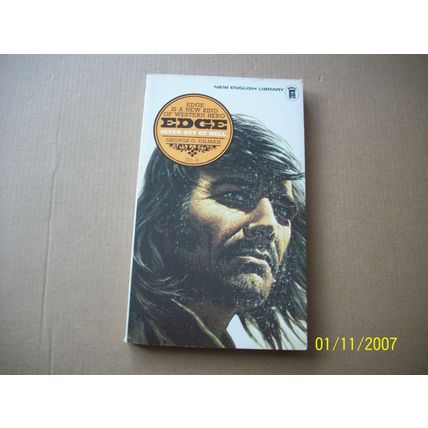 NEW ENGLISH LIBRARY
EDGE
IS A NEW KIND
OF WESTERN HERO
EDGE
SEVEN OUT OF HELL
GEORGE G. GILMAN
01/11/2007